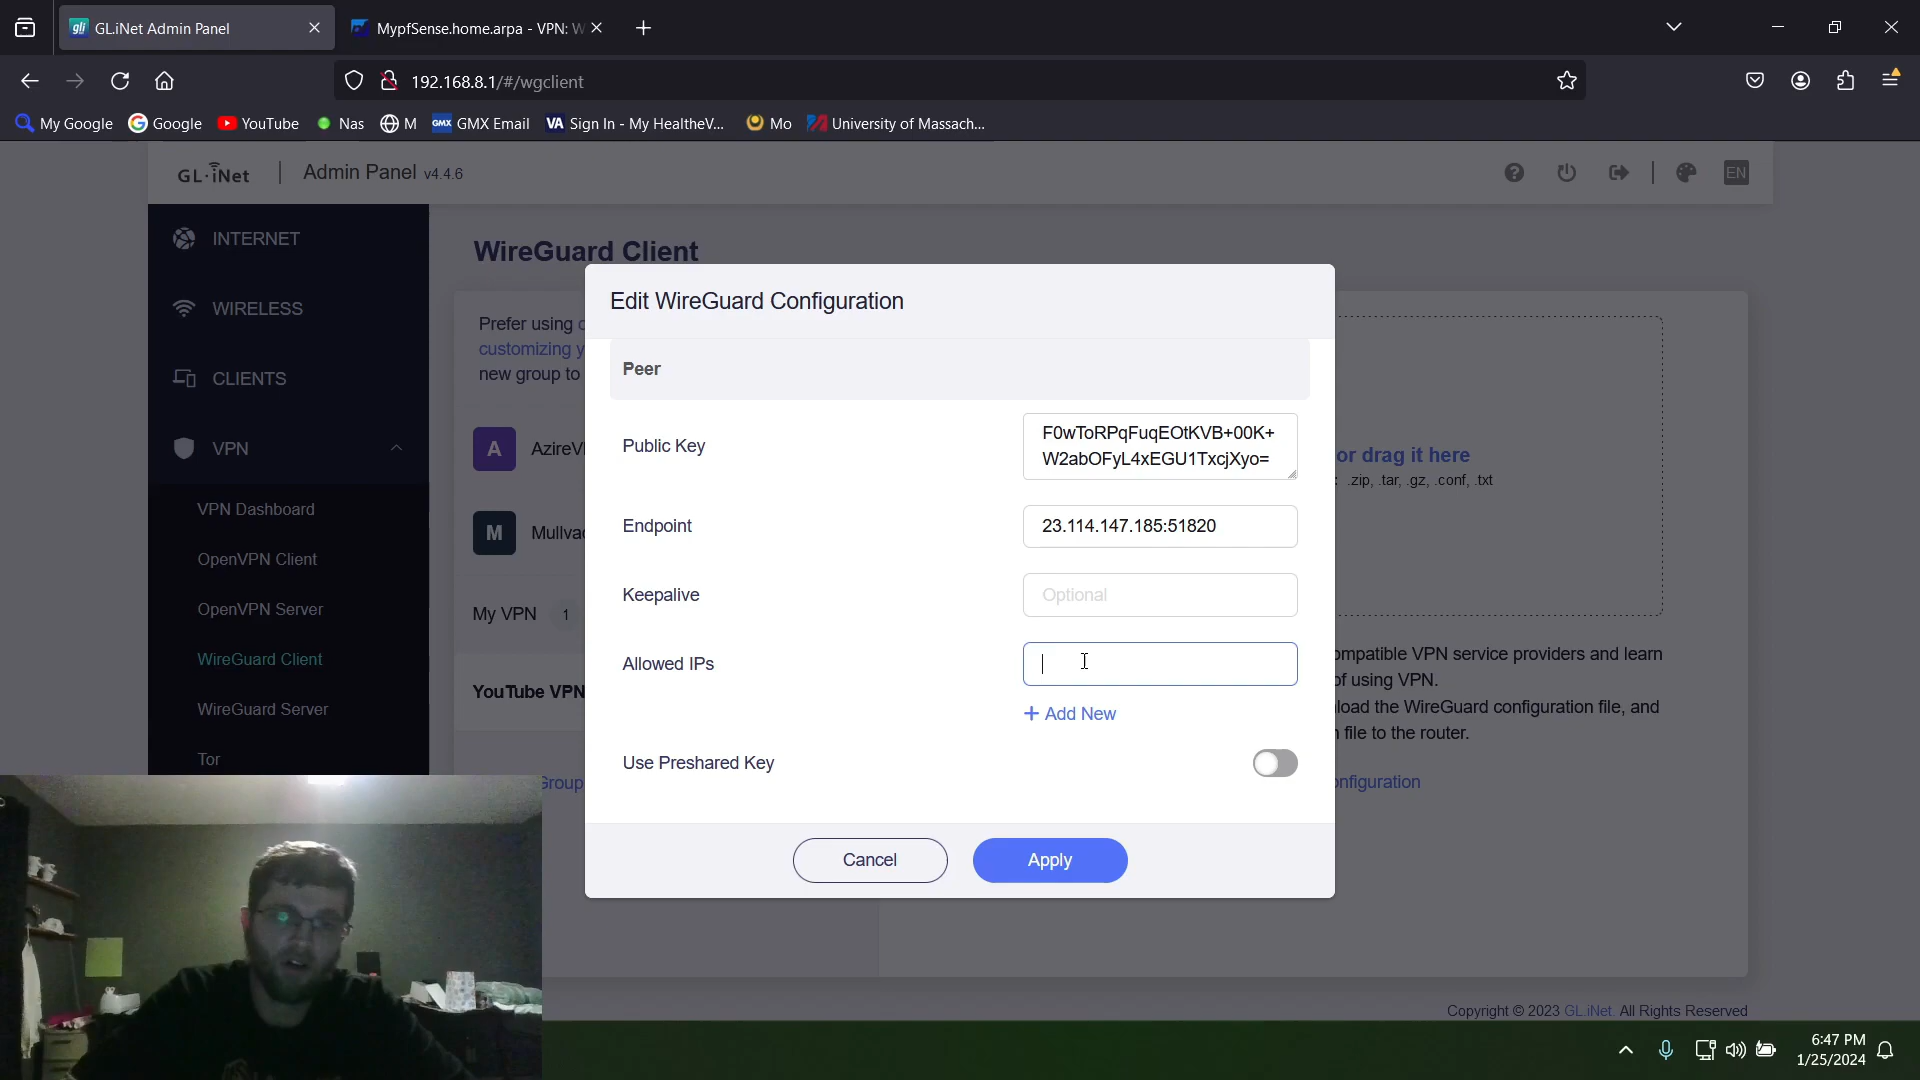 GL.iNet Admin Panel
MypfSense.home.arpa - VPN: W
192.168.8.1/#/wgclient
My Google
Google
YouTube
Nas
M
GMX Email
VA Sign In - My HealtheV...
Mo
University of Massach...
GL·iNet
Admin Panel v4.4.6
EN
INTERNET
WIRELESS
CLIENTS
VPN
VPN Dashboard
OpenVPN Client
OpenVPN Server
WireGuard Client
WireGuard Server
Tor
WireGuard Client
Prefer using
customizing y
new group to
A AzireV
M Mullvad
My VPN 1
YouTube VPN
Group
Edit WireGuard Configuration
Peer
Public Key
F0wToRPqFuqEOtKVB+00K+
W2abOFyL4xEGU1TxcjXyo=
Endpoint
23.114.147.185:51820
Keepalive
Optional
Allowed IPs
+ Add New
Use Preshared Key
Cancel
Apply
or drag it here
: .zip, .tar, .gz, .conf, .txt
ompatible VPN service providers and learn
of using VPN.
load the WireGuard configuration file, and
file to the router.
onfiguration
Copyright © 2023 GL.iNet. All Rights Reserved
6:47 PM
1/25/2024